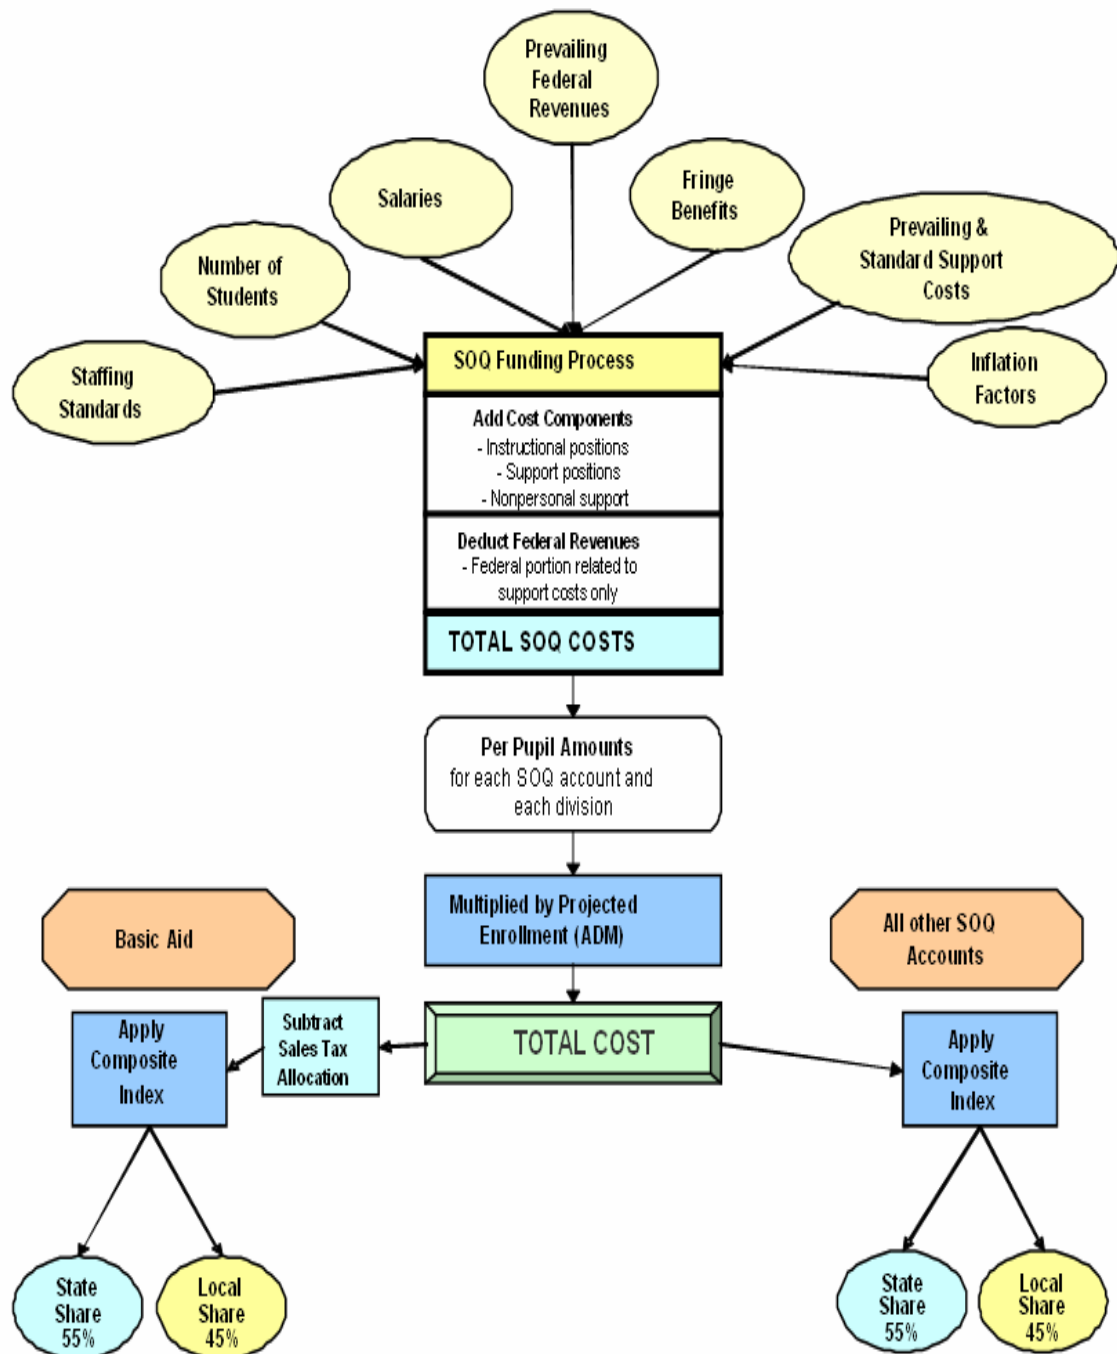 Prevailing
Federal
Revenues
Salaries
Fringe
Benefits
Prevailing &
Standard Support
Costs
Number of
Students
Staffing
Standards
Inflation
Factors
SOQ Funding Process
Add Cost Components
- Instructional positions
- Support positions
- Nonpersonal support
Deduct Federal Revenues
- Federal portion related to
support costs only
TOTAL SOQ COSTS
Per Pupil Amounts
for each SOQ account and
each division
Multiplied by Projected
Enrollment (ADM)
Basic Aid
All other SOQ
Accounts
Apply
Composite
Index
Subtract
Sales Tax
Allocation
TOTAL COST
Apply
Composite
Index
State
Share
55%
Local
Share
45%
State
Share
55%
Local
Share
45%